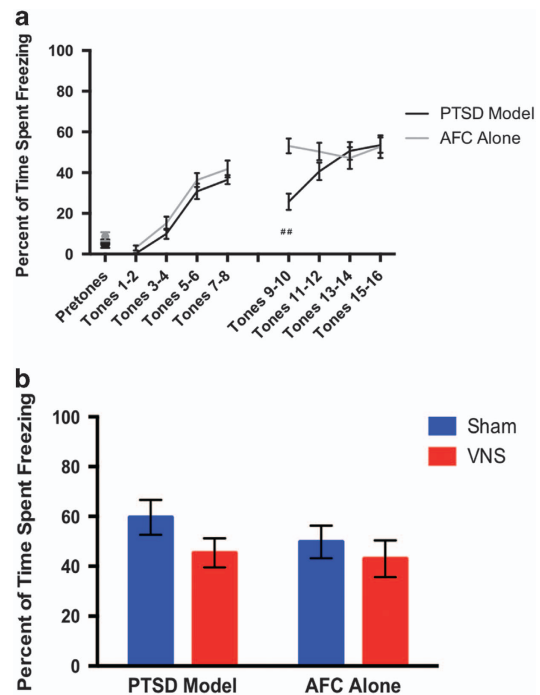 a
Percent of Time Spent Freezing
100
80
60
40
20
0
PTSD Model
AFC Alone
##
Pretones
Tones 1-2
Tones 3-4
Tones 5-6
Tones 7-8
Tones 9-10
Tones 11-12
Tones 13-14
Tones 15-16
b
Percent of Time Spent Freezing
100
80
60
40
20
0
Sham
VNS
PTSD Model
AFC Alone